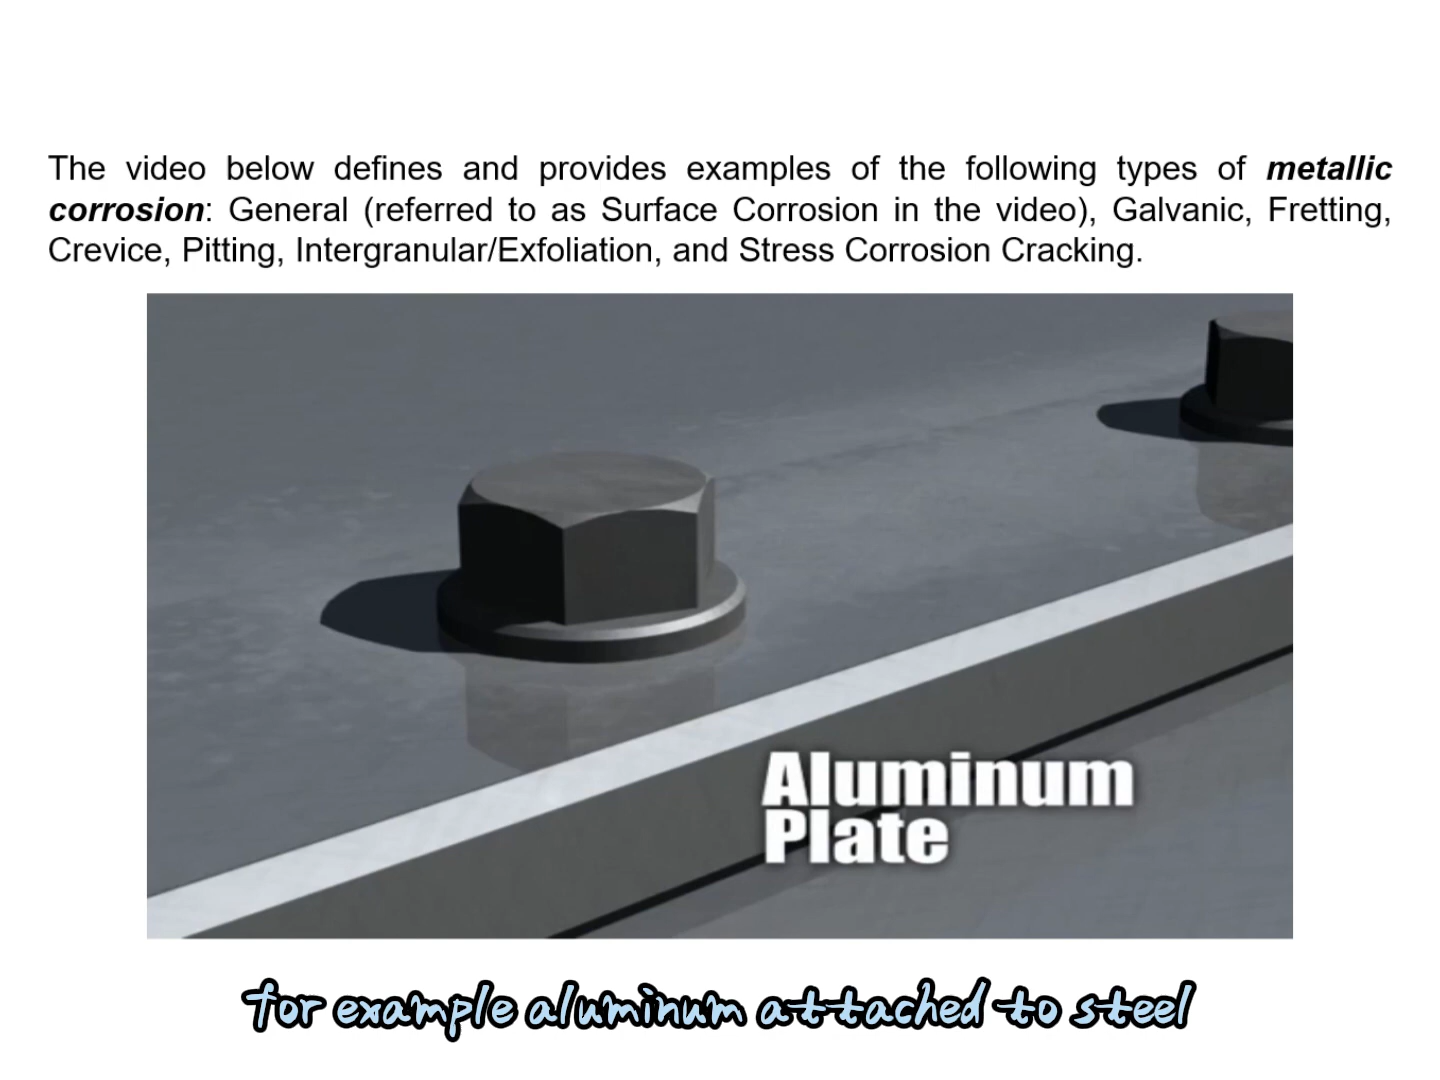 The video below defines and provides examples of the following types of metallic
corrosion: General (referred to as Surface Corrosion in the video), Galvanic, Fretting,
Crevice, Pitting, Intergranular/Exfoliation, and Stress Corrosion Cracking.
Aluminum
Plate
for example aluminum attached to steel